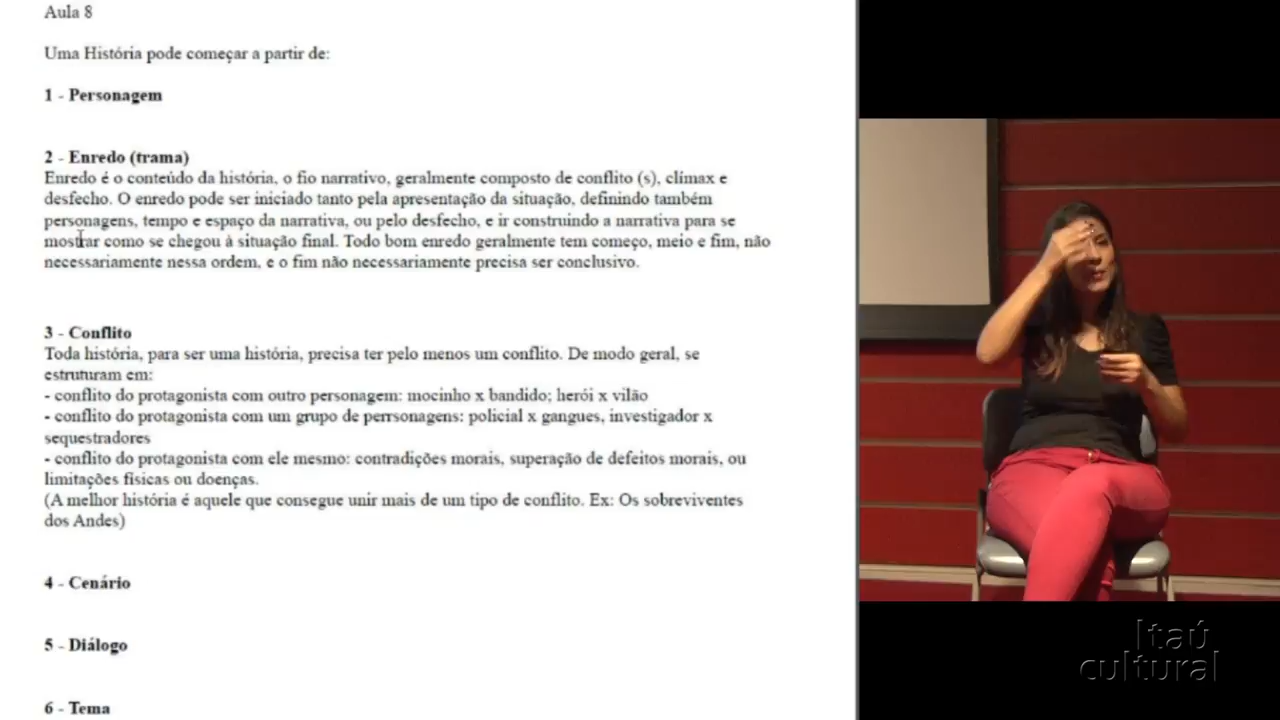 Aula 8
Uma História pode começar a partir de:
1 - Personagem
2 - Enredo (trama)
Enredo é o conteúdo da história, o fio narrativo, geralmente composto de conflito (s), clímax e
desfecho. O enredo pode ser iniciado tanto pela apresentação da situação, definindo também
personagens, tempo e espaço da narrativa, ou pelo desfecho, e ir construindo a narrativa para se
mostrar como se chegou à situação final. Todo bom enredo geralmente tem começo, meio e fim, não
necessariamente nessa ordem, e o fim não necessariamente precisa ser conclusivo.
3 - Conflito
Toda história, para ser uma história, precisa ter pelo menos um conflito. De modo geral, se
estruturam em:
- conflito do protagonista com outro personagem: mocinho x bandido; herói x vilão
- conflito do protagonista com um grupo de perrsonagens: policial x gangues, investigador x
sequestradores
- conflito do protagonista com ele mesmo: contradições morais, superação de defeitos morais, ou
limitações físicas ou doenças.
(A melhor história é aquele que consegue unir mais de um tipo de conflito. Ex: Os sobreviventes
dos Andes)
4 - Cenário
5 - Diálogo
6 - Tema
Itaú
cultural